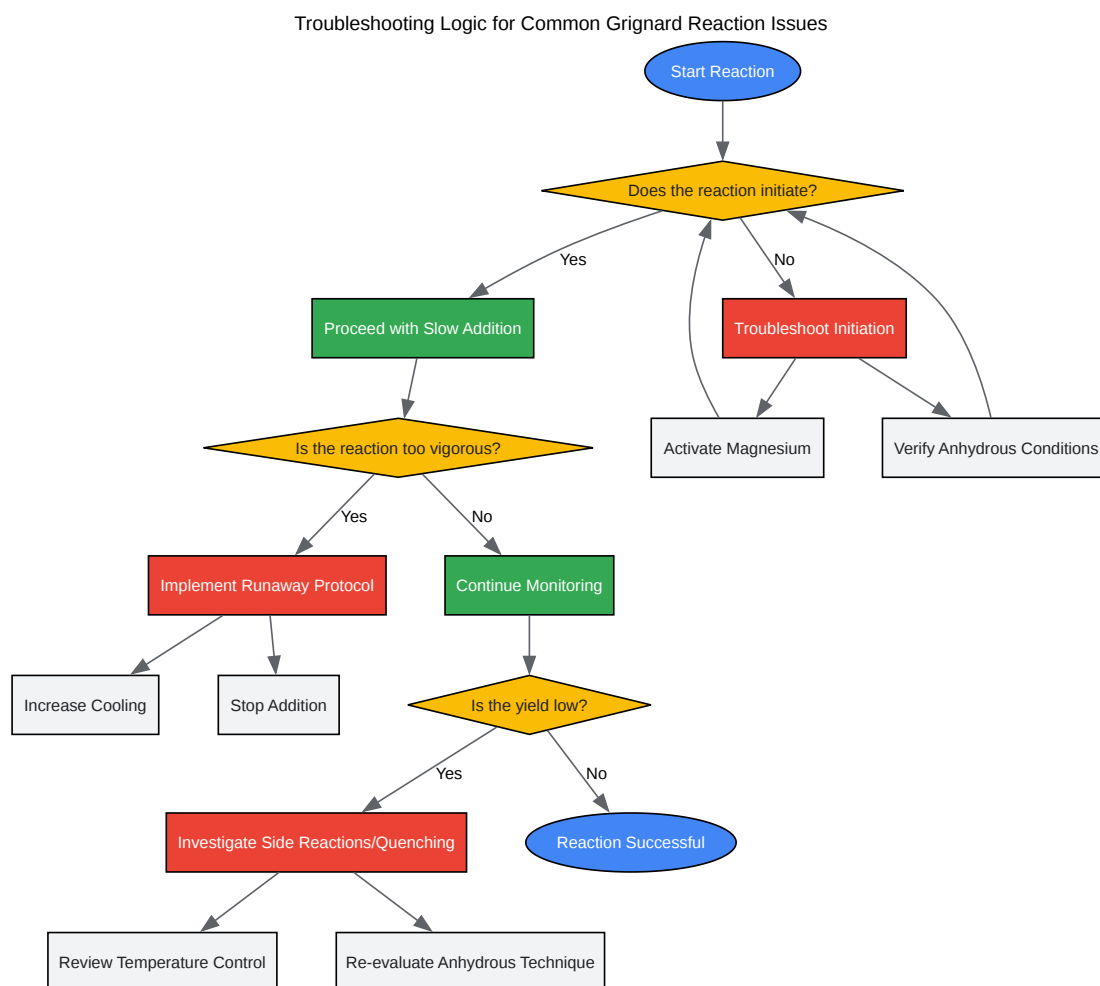 Troubleshooting Logic for Common Grignard Reaction Issues
Start Reaction
Does the reaction initiate?
Yes
No
Proceed with Slow Addition
Troubleshoot Initiation
Is the reaction too vigorous?
Activate Magnesium
Verify Anhydrous Conditions
Yes
No
Implement Runaway Protocol
Continue Monitoring
Increase Cooling
Stop Addition
Is the yield low?
Yes
No
Investigate Side Reactions/Quenching
Reaction Successful
Review Temperature Control
Re-evaluate Anhydrous Technique